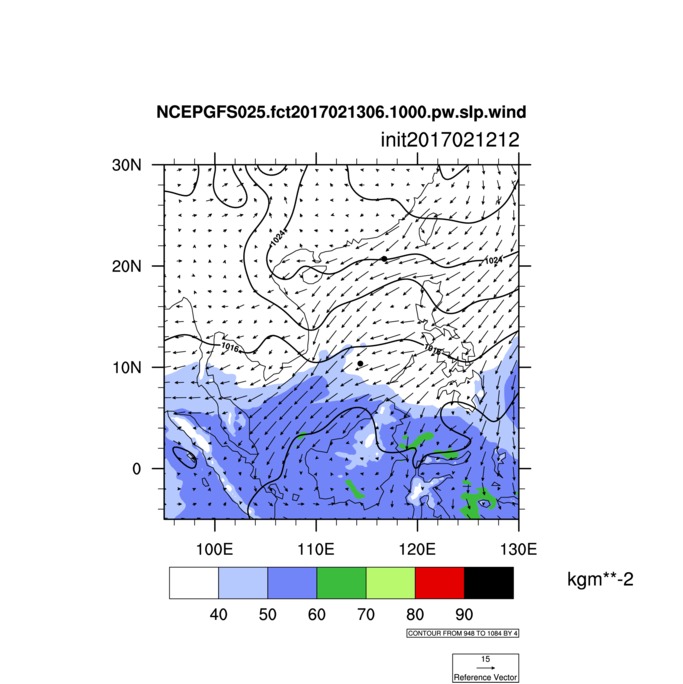 NCEPGFS025.fct2017021306.1000.pw.slp.wind
init2017021212
30N
1024
1024
20N
1016
1016
10N
0
100E
110E
120E
130E
kgm**-2
40
50
60
70
80
90
CONTOUR FROM 948 TO 1084 BY 4
15
Reference Vector